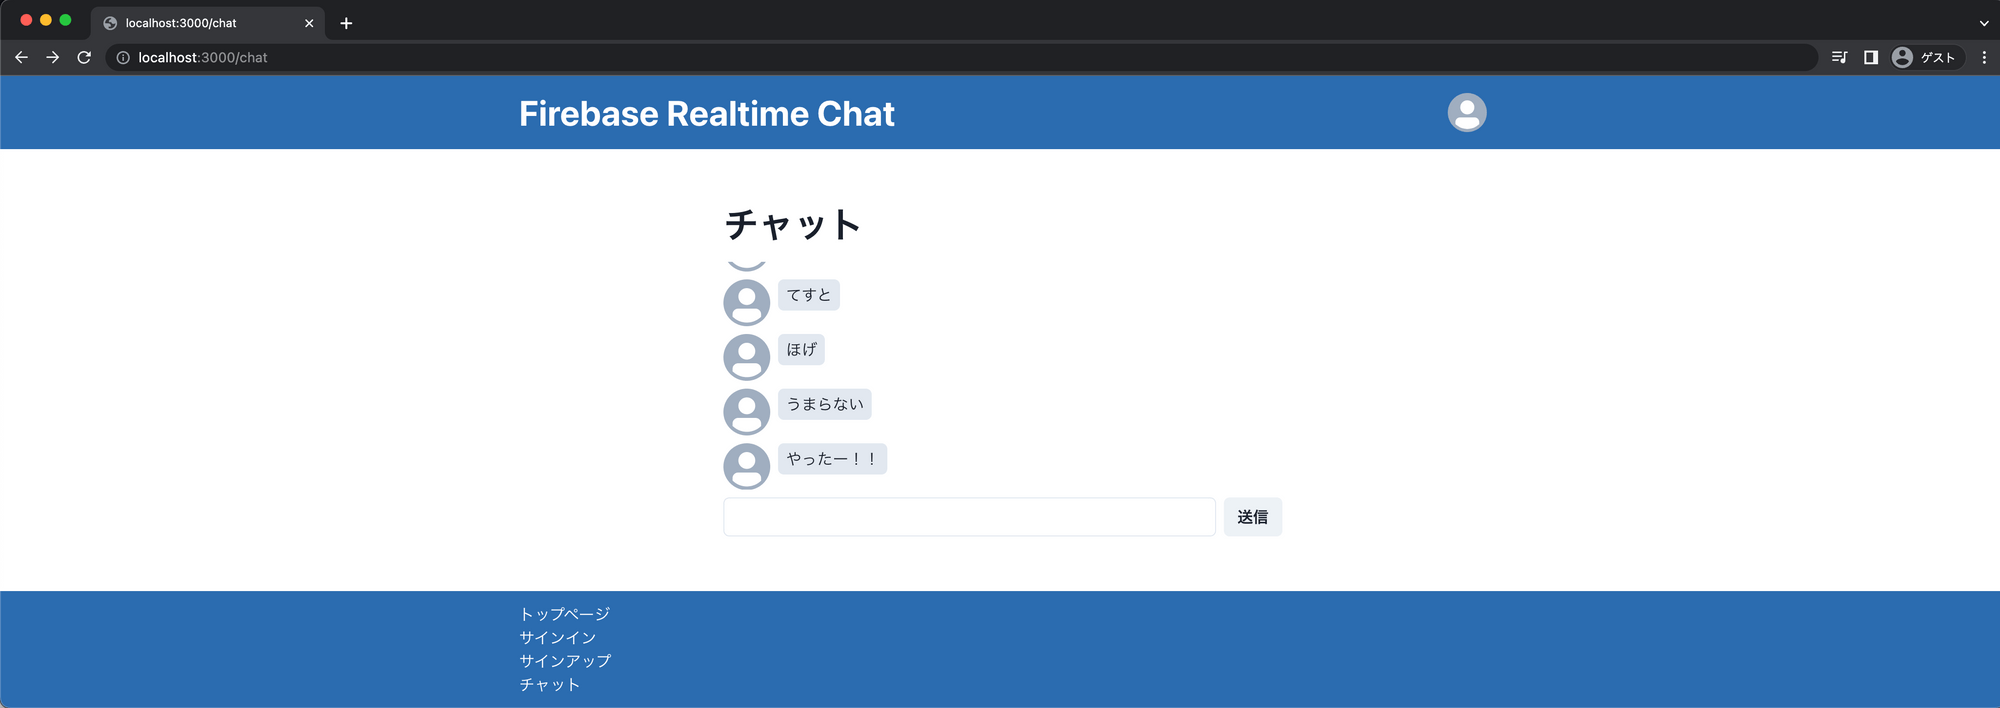 localhost:3000/chat
localhost:3000/chat
ゲスト
Firebase Realtime Chat
チャット
てすと
ほげ
うまらない
やったー！！
送信
トップページ
サインイン
サインアップ
チャット